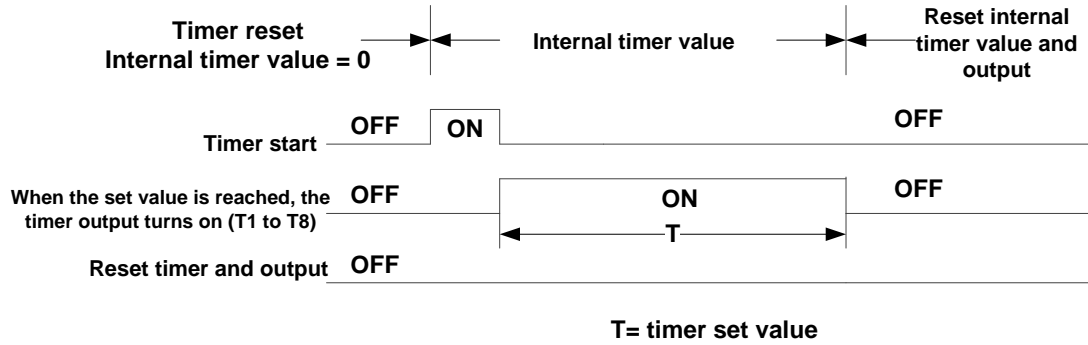 Timer reset
Internal timer value = 0
Internal timer value
Reset internal
timer value and
output
Timer start
OFF
ON
OFF
When the set value is reached, the
timer output turns on (T1 to T8)
OFF
ON
OFF
T
Reset timer and output
OFF
T= timer set value